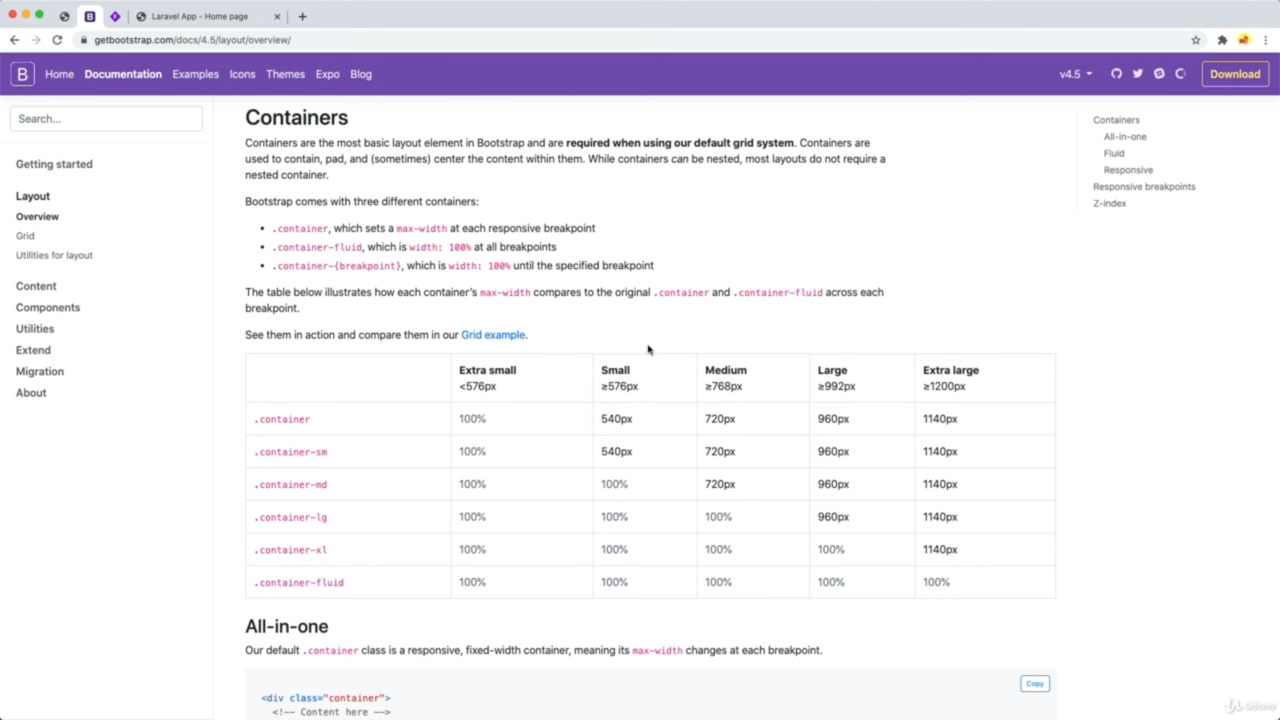 Laravel App - Home page
getbootstrap.com/docs/4.5/layout/overview/
B Home Documentation Examples Icons Themes Expo Blog v4.5 Download
Search...
Getting started
Layout
Overview
Grid
Utilities for layout
Content
Components
Utilities
Extend
Migration
About
Containers
Containers are the most basic layout element in Bootstrap and are required when using our default grid system. Containers are
used to contain, pad, and (sometimes) center the content within them. While containers can be nested, most layouts do not require a
nested container.
Bootstrap comes with three different containers:
• .container, which sets a max-width at each responsive breakpoint
• .container-fluid, which is width: 100% at all breakpoints
• .container-{breakpoint}, which is width: 100% until the specified breakpoint
The table below illustrates how each container's max-width compares to the original .container and .container-fluid across each
breakpoint.
See them in action and compare them in our Grid example.
Extra small Small Medium Large Extra large
<576px ≥576px ≥768px ≥992px ≥1200px
.container 100% 540px 720px 960px 1140px
.container-sm 100% 540px 720px 960px 1140px
.container-md 100% 100% 720px 960px 1140px
.container-lg 100% 100% 100% 960px 1140px
.container-xl 100% 100% 100% 100% 1140px
.container-fluid 100% 100% 100% 100% 100%
All-in-one
Our default .container class is a responsive, fixed-width container, meaning its max-width changes at each breakpoint.
Copy
<div class="container">
<!-- Content here -->
Containers
All-in-one
Fluid
Responsive
Responsive breakpoints
Z-index
Udemy